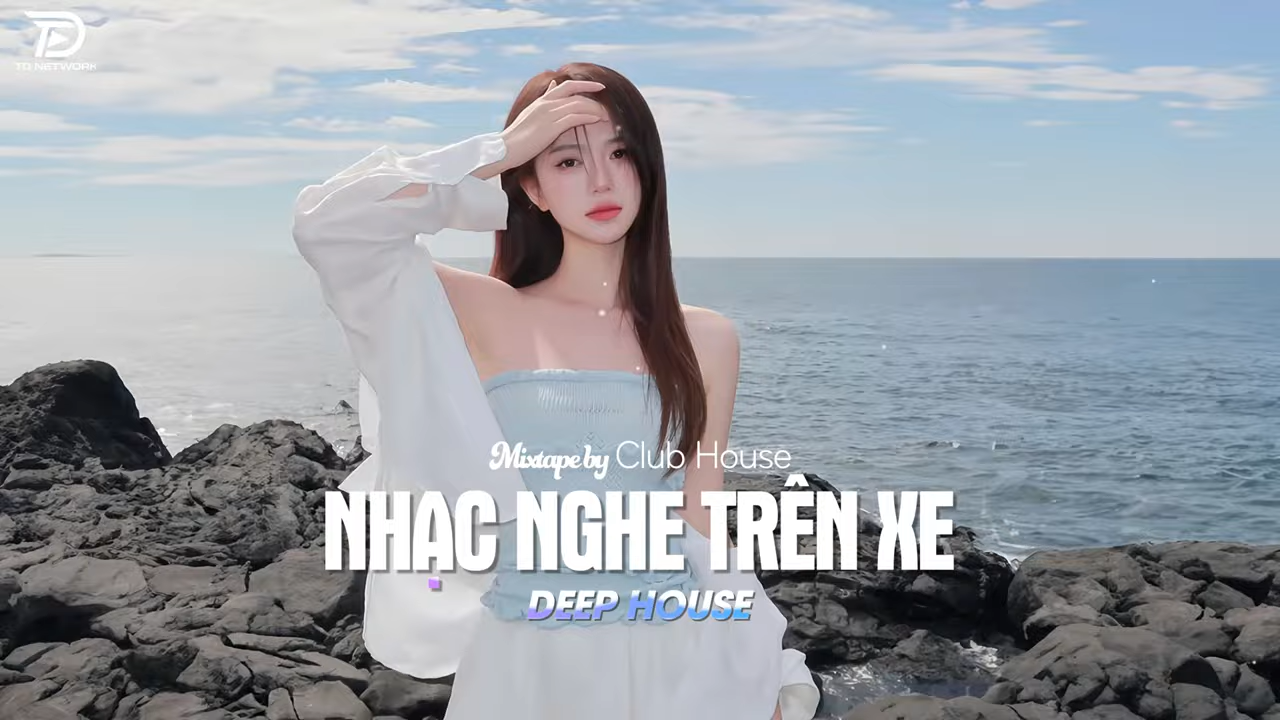 TD NETWORK
Mixtape by Club House
NHẠC NGHE TRÊN XE
DEEP HOUSE